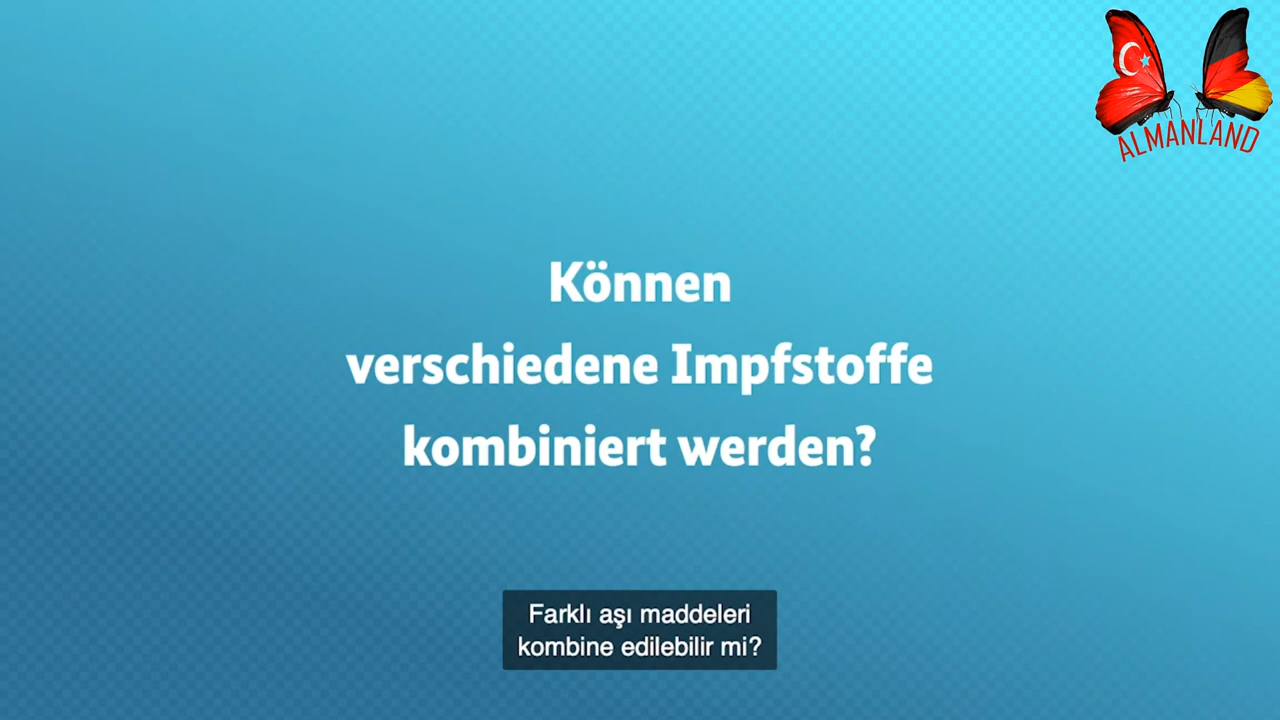 ALMANLAND
Können
verschiedene Impfstoffe
kombiniert werden?
Farklı aşı maddeleri
kombine edilebilir mi?